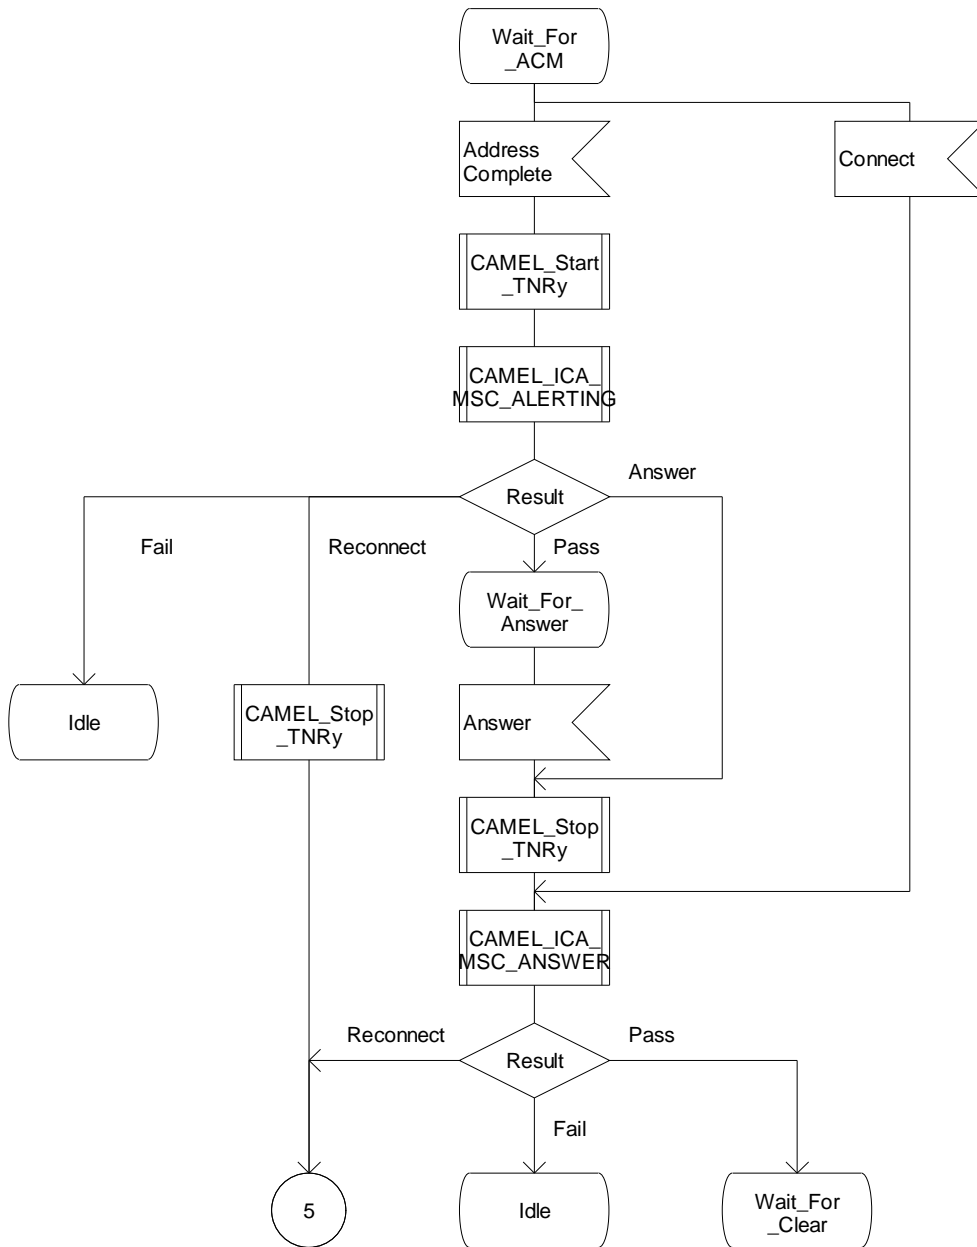 Wait_For
_ACM
Address
Complete
Connect
CAMEL_Start
_TNRy
CAMEL_ICA_
MSC_ALERTING
Result
Answer
Fail
Reconnect
Pass
Wait_For_
Answer
Idle
CAMEL_Stop
_TNRy
Answer
CAMEL_Stop
_TNRy
CAMEL_ICA_
MSC_ANSWER
Reconnect
Result
Pass
Fail
5
Idle
Wait_For
_Clear